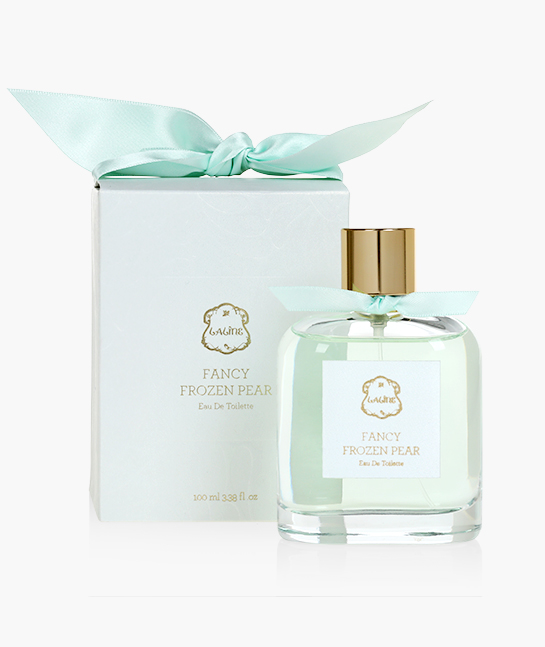 LALINE
FANCY
FROZEN PEAR
Eau De Toilette
100 ml 3.38 fl oz
LALINE
FANCY
FROZEN PEAR
Eau De Toilette